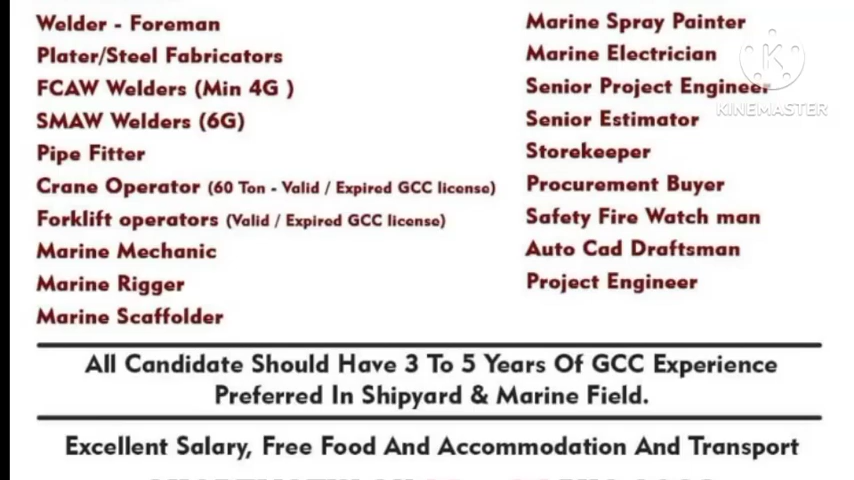 Welder - Foreman
Plater/Steel Fabricators
FCAW Welders (Min 4G )
SMAW Welders (6G)
Pipe Fitter
Crane Operator (60 Ton - Valid / Expired GCC license)
Forklift operators (Valid / Expired GCC license)
Marine Mechanic
Marine Rigger
Marine Scaffolder
Marine Spray Painter
Marine Electrician
Senior Project Engineer
Senior Estimator
Storekeeper
Procurement Buyer
Safety Fire Watch man
Auto Cad Draftsman
Project Engineer
KINEMASTER
All Candidate Should Have 3 To 5 Years Of GCC Experience
Preferred In Shipyard & Marine Field.
Excellent Salary, Free Food And Accommodation And Transport